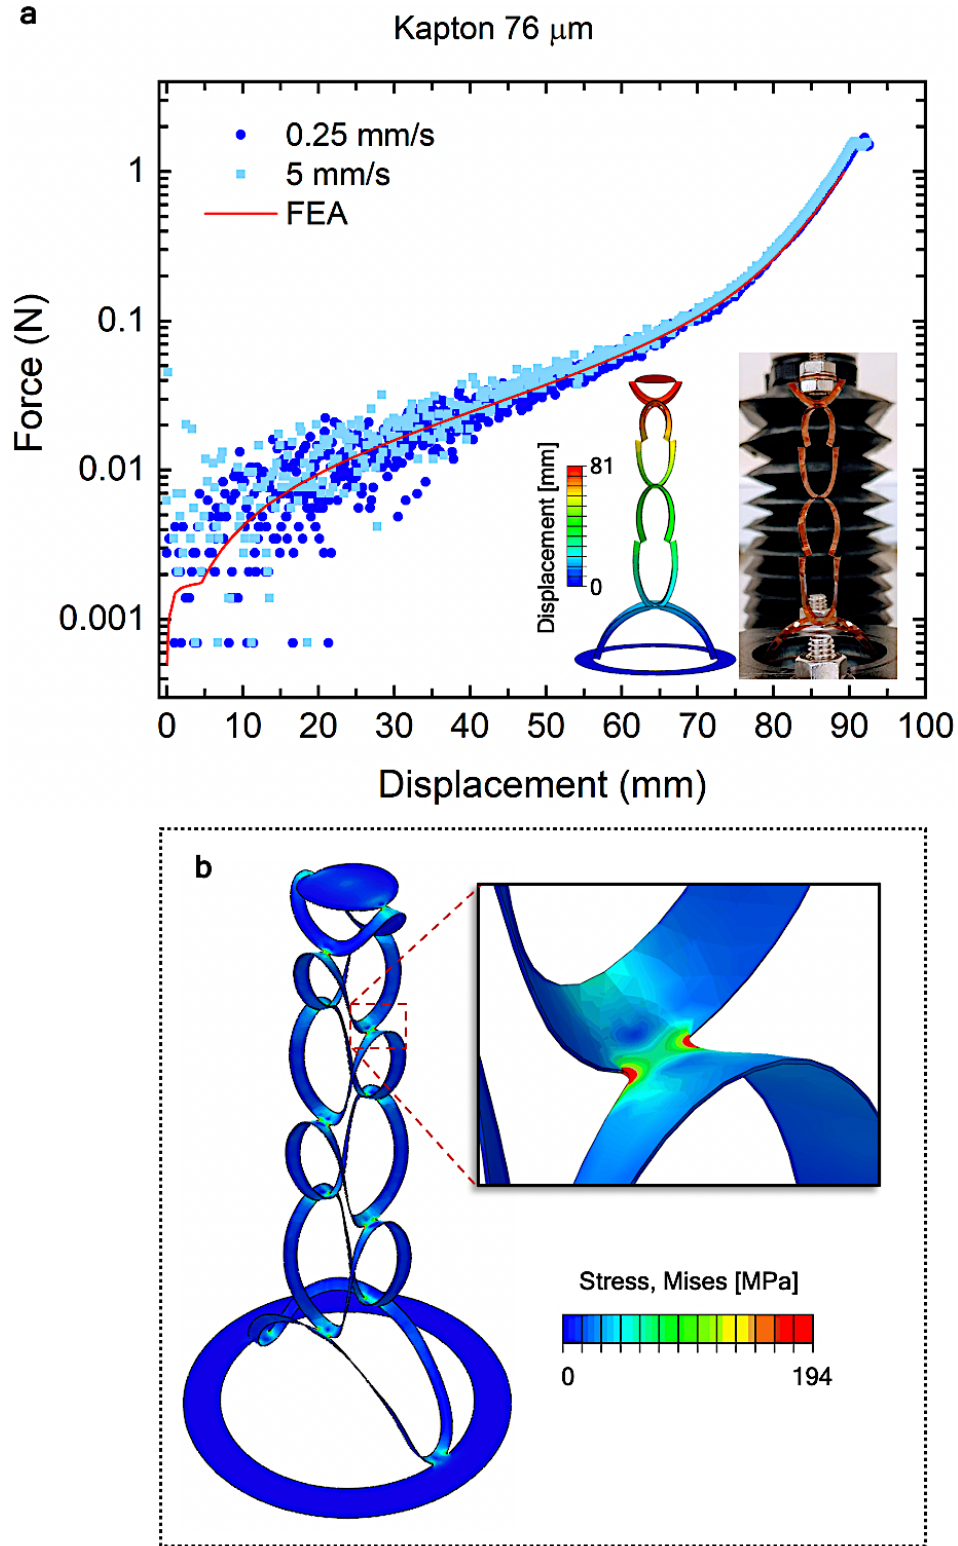 a
Kapton 76 μm
0.25 mm/s
5 mm/s
FEA
1
0.1
0.01
0.001
Force (N)
Displacement [mm]
81
0
0 10 20 30 40 50 60 70 80 90 100
Displacement (mm)
b
Stress, Mises [MPa]
0 194